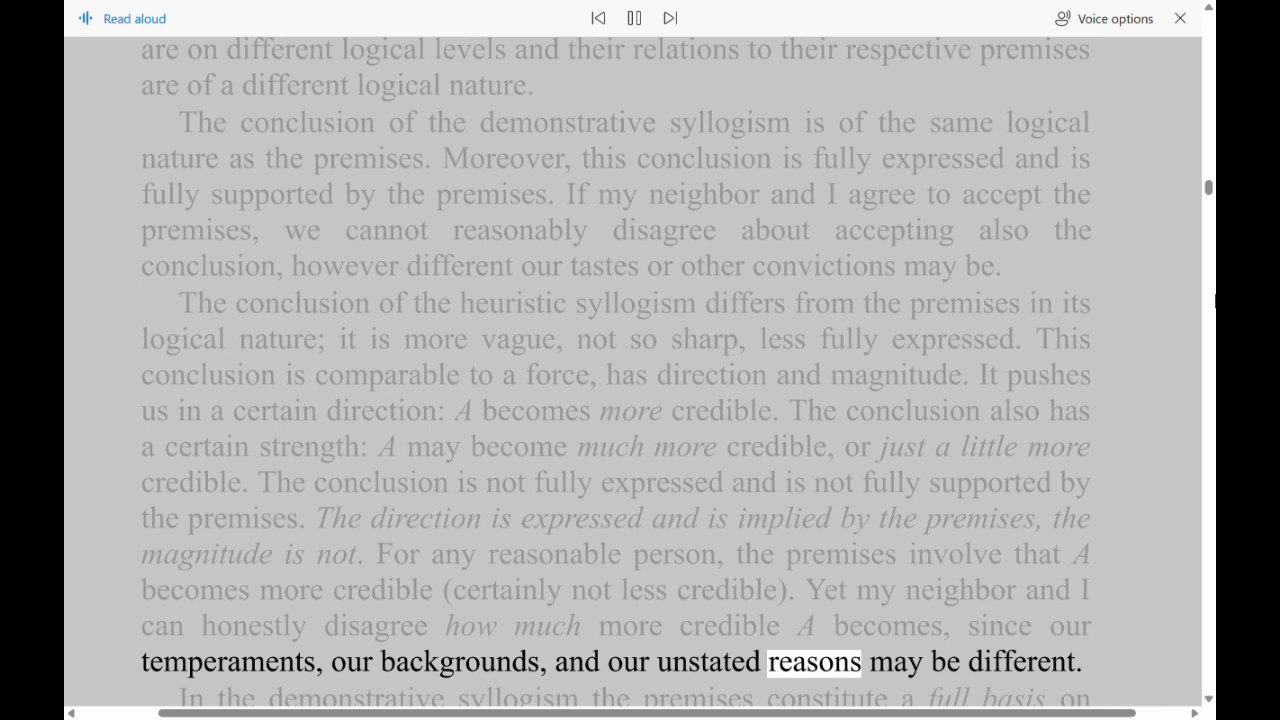 Read aloud
Voice options
are on different logical levels and their relations to their respective premises
are of a different logical nature.
The conclusion of the demonstrative syllogism is of the same logical
nature as the premises. Moreover, this conclusion is fully expressed and is
fully supported by the premises. If my neighbor and I agree to accept the
premises, we cannot reasonably disagree about accepting also the
conclusion, however different our tastes or other convictions may be.
The conclusion of the heuristic syllogism differs from the premises in its
logical nature; it is more vague, not so sharp, less fully expressed. This
conclusion is comparable to a force, has direction and magnitude. It pushes
us in a certain direction: A becomes more credible. The conclusion also has
a certain strength: A may become much more credible, or just a little more
credible. The conclusion is not fully expressed and is not fully supported by
the premises. The direction is expressed and is implied by the premises, the
magnitude is not. For any reasonable person, the premises involve that A
becomes more credible (certainly not less credible). Yet my neighbor and I
can honestly disagree how much more credible A becomes, since our
temperaments, our backgrounds, and our unstated reasons may be different.
In the demonstrative syllogism the premises constitute a full basis on